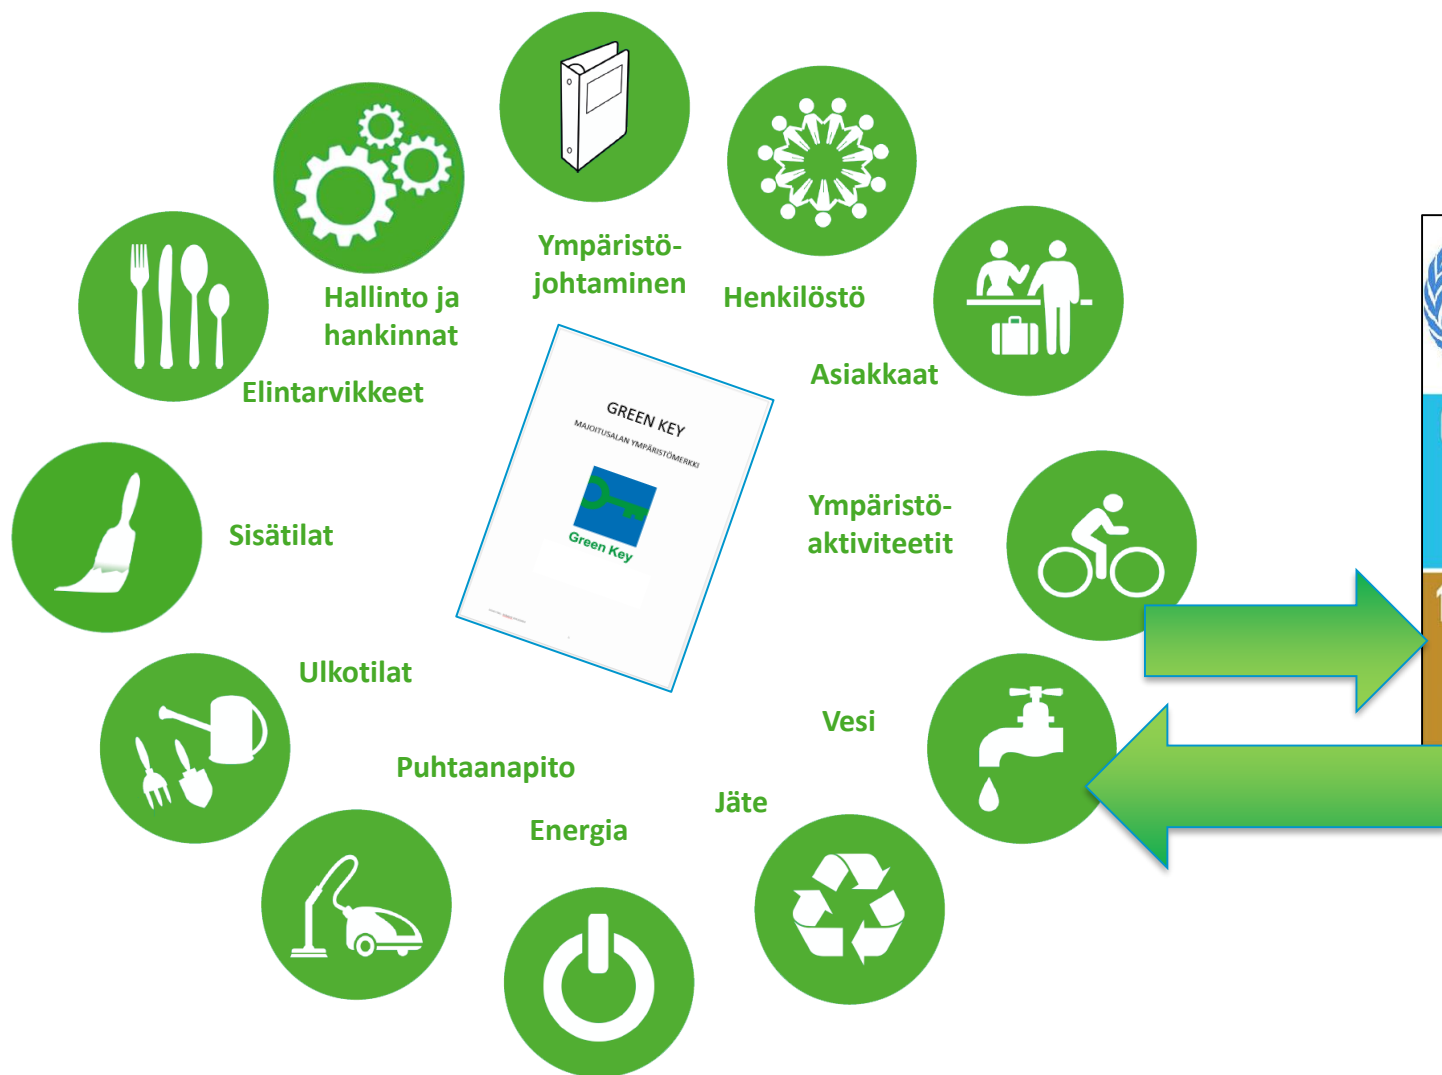 Ympäristö-
johtaminen
Henkilöstö
Hallinto ja
hankinnat
Asiakkaat
Elintarvikkeet
GREEN KEY
MAJOITUSALAN YMPÄRISTÖMERKKI
Green Key
Ympäristö-
aktiviteetit
Sisätilat
Ulkotilat
Vesi
Puhtaanapito
Jäte
Energia